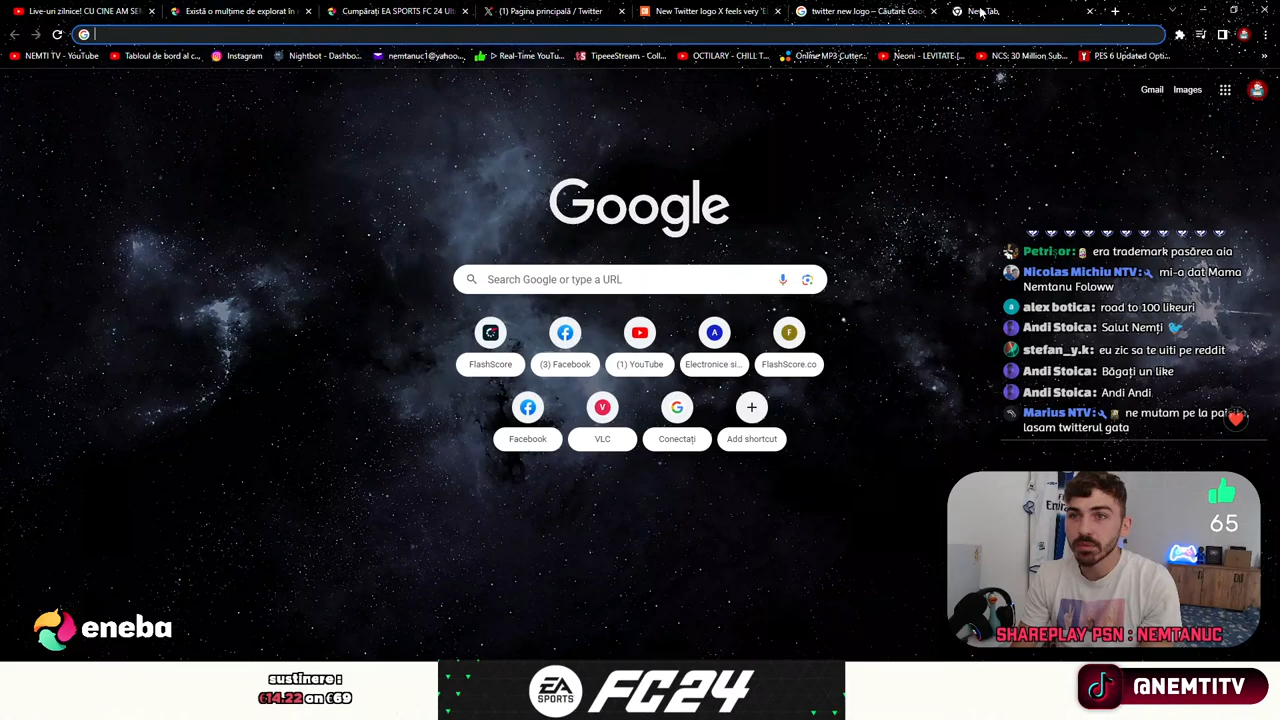 Live-uri zilnice! CU CINE AM SEM
Există o mulțime de explorat în
Cumpărați EA SPORTS FC 24 Ult
(1) Pagina principală / Twitter
New Twitter logo X feels very 'E
twitter new logo – Căutare Goo
New Tab
NEMTI TV - YouTube
Tabloul de bord al c...
Instagram
Nightbot - Dashbo...
nemtanuc1@yahoo...
Real-Time YouTu...
TipeeeStream - Coll...
OCTILARY - CHILL T...
Online MP3 Cutter...
Neoni - LEVITATE [...
NCS: 30 Million Sub...
PES 6 Updated Opti...
»
Gmail
Images
Google
Search Google or type a URL
FlashScore
(3) Facebook
(1) YouTube
Electronice si...
FlashScore.co
Facebook
VLC
Conectați
Add shortcut
Petrișor: era trademark pasărea aia
Nicolas Michiu NTV: mi-a dat Mama
Nemtanu Foloww
alex botica: road to 100 likeuri
Andi Stoica: Salut Nemți
stefan_y.k: eu zic sa te uiti pe reddit
Andi Stoica: Băgați un like
Andi Stoica: Andi Andi
Marius NTV: ne mutam pe la
lasam twitterul gata
65
SHAREPLAY PSN : NEMTANUC
eneba
sustinere :
€14.22 an €69
EA
SPORTS
FC24
@NEMTITV